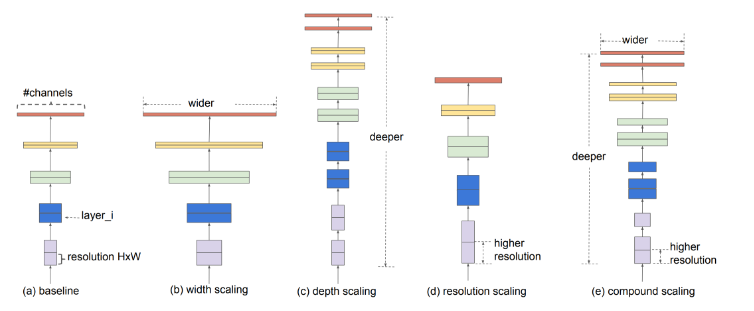 #channels
layer_i
resolution HxW
(a) baseline
wider
(b) width scaling
deeper
(c) depth scaling
higher
resolution
(d) resolution scaling
wider
deeper
higher
resolution
(e) compound scaling